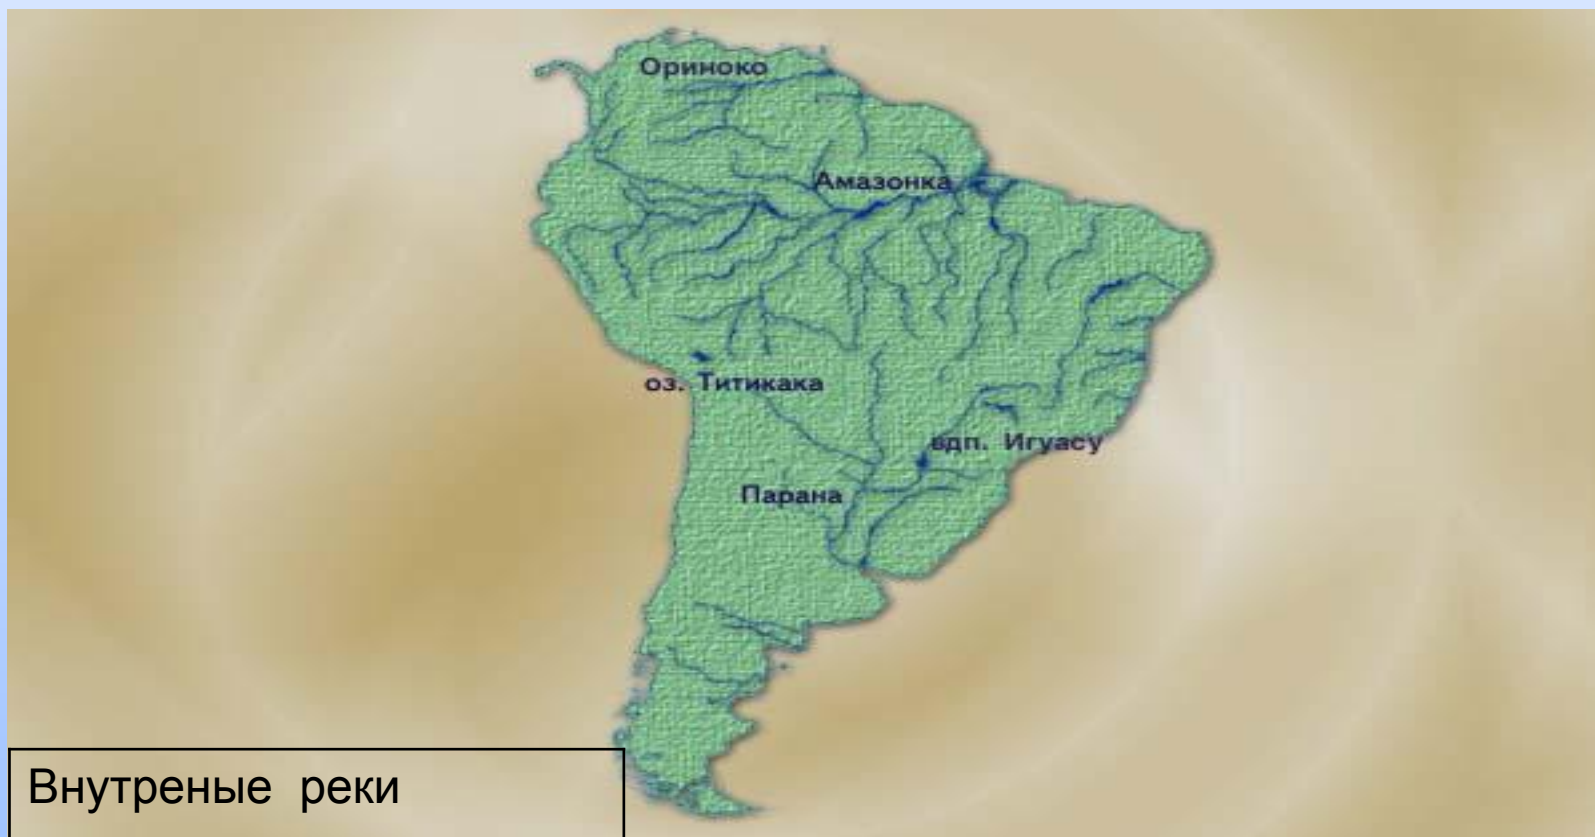 Ориноко
Амазонка
оз. Титикака
вдп. Игуасу
Парана
Внутреные реки